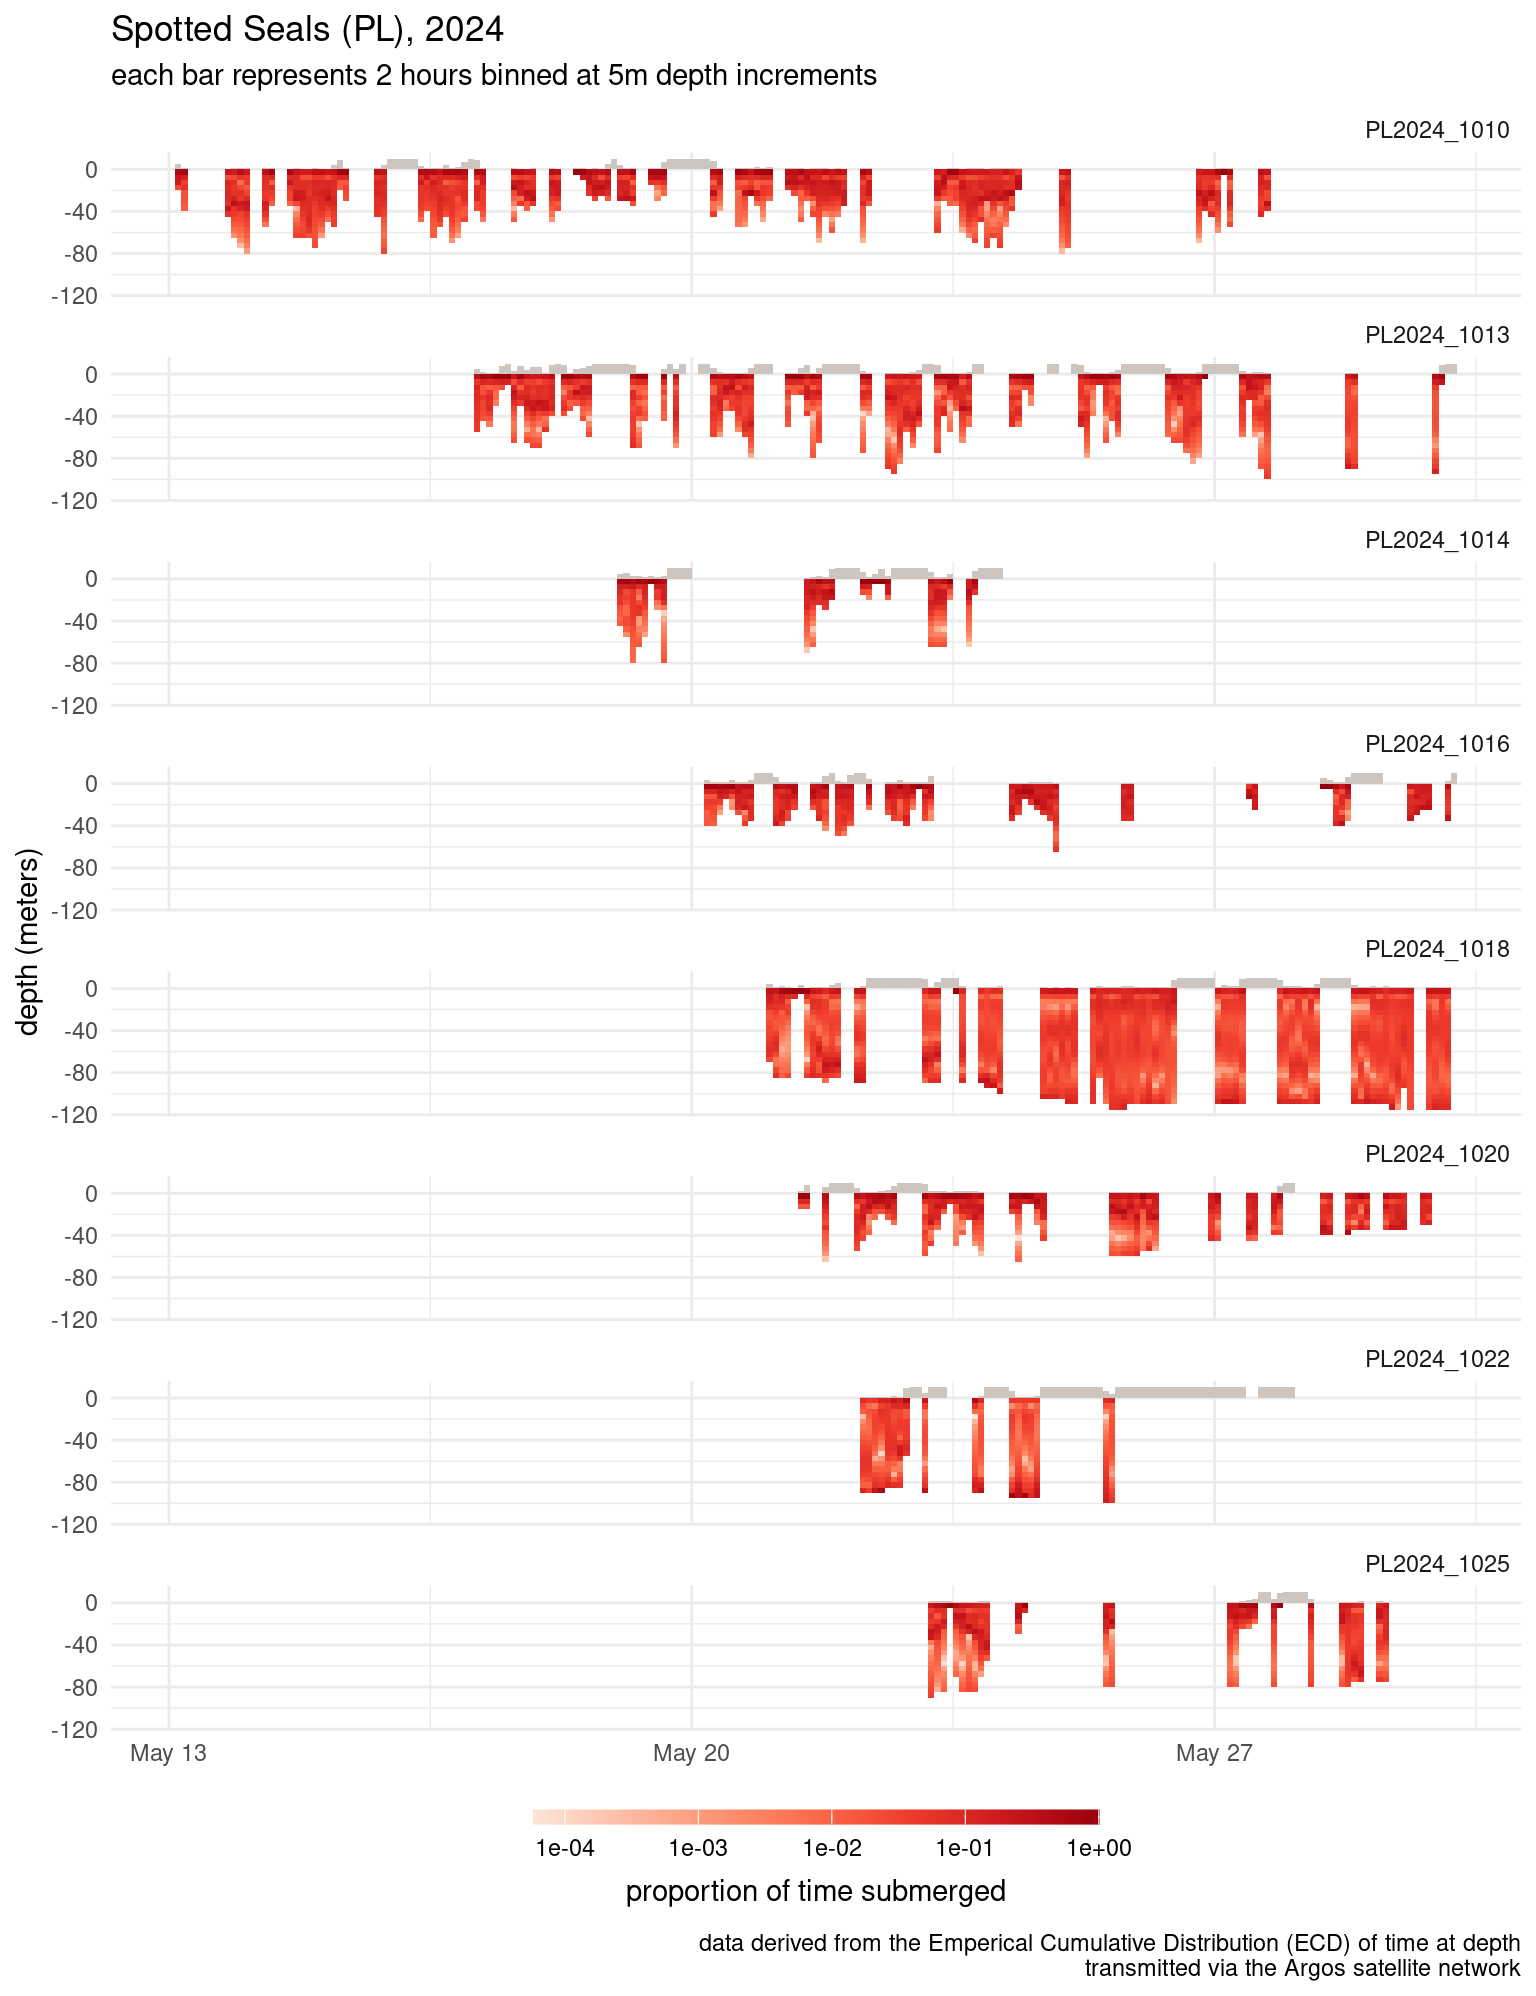 Spotted Seals (PL), 2024
each bar represents 2 hours binned at 5m depth increments
PL2024_1010
0
-40
-80
-120
PL2024_1013
0
-40
-80
-120
PL2024_1014
0
-40
-80
-120
PL2024_1016
0
-40
-80
-120
PL2024_1018
0
-40
-80
-120
PL2024_1020
0
-40
-80
-120
PL2024_1022
0
-40
-80
-120
PL2024_1025
0
-40
-80
-120
depth (meters)
May 13 May 20 May 27
1e-04 1e-03 1e-02 1e-01 1e+00
proportion of time submerged
data derived from the Emperical Cumulative Distribution (ECD) of time at depth
transmitted via the Argos satellite network